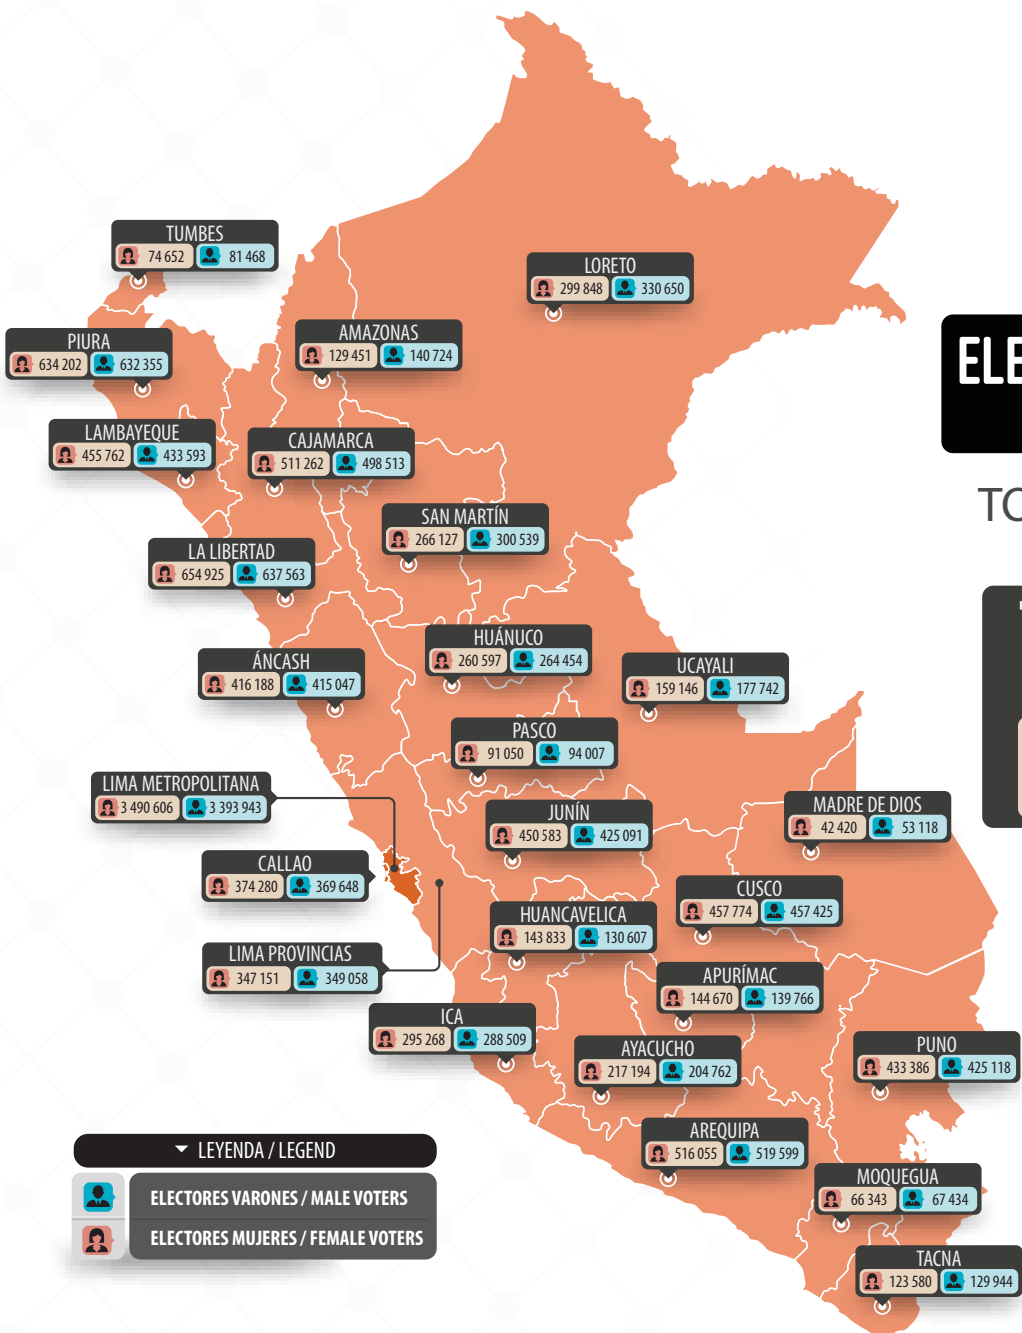 TUMBES
74 652 81 468
LORETO
299 848 330 650
PIURA
634 202 632 355
AMAZONAS
129 451 140 724
ELE
LAMBAYEQUE
455 762 433 593
CAJAMARCA
511 262 498 513
TO
SAN MARTÍN
266 127 300 539
LA LIBERTAD
654 925 637 563
HUÁNUCO
260 597 264 454
ÁNCASH
416 188 415 047
UCAYALI
159 146 177 742
PASCO
91 050 94 007
LIMA METROPOLITANA
3 490 606 3 393 943
JUNÍN
450 583 425 091
MADRE DE DIOS
42 420 53 118
CALLAO
374 280 369 648
CUSCO
457 774 457 425
HUANCAVELICA
143 833 130 607
LIMA PROVINCIAS
347 151 349 058
APURÍMAC
144 670 139 766
ICA
295 268 288 509
AYACUCHO
217 194 204 762
PUNO
433 386 425 118
AREQUIPA
516 055 519 599
MOQUEGUA
66 343 67 434
TACNA
123 580 129 944
LEYENDA / LEGEND
ELECTORES VARONES / MALE VOTERS
ELECTORES MUJERES / FEMALE VOTERS